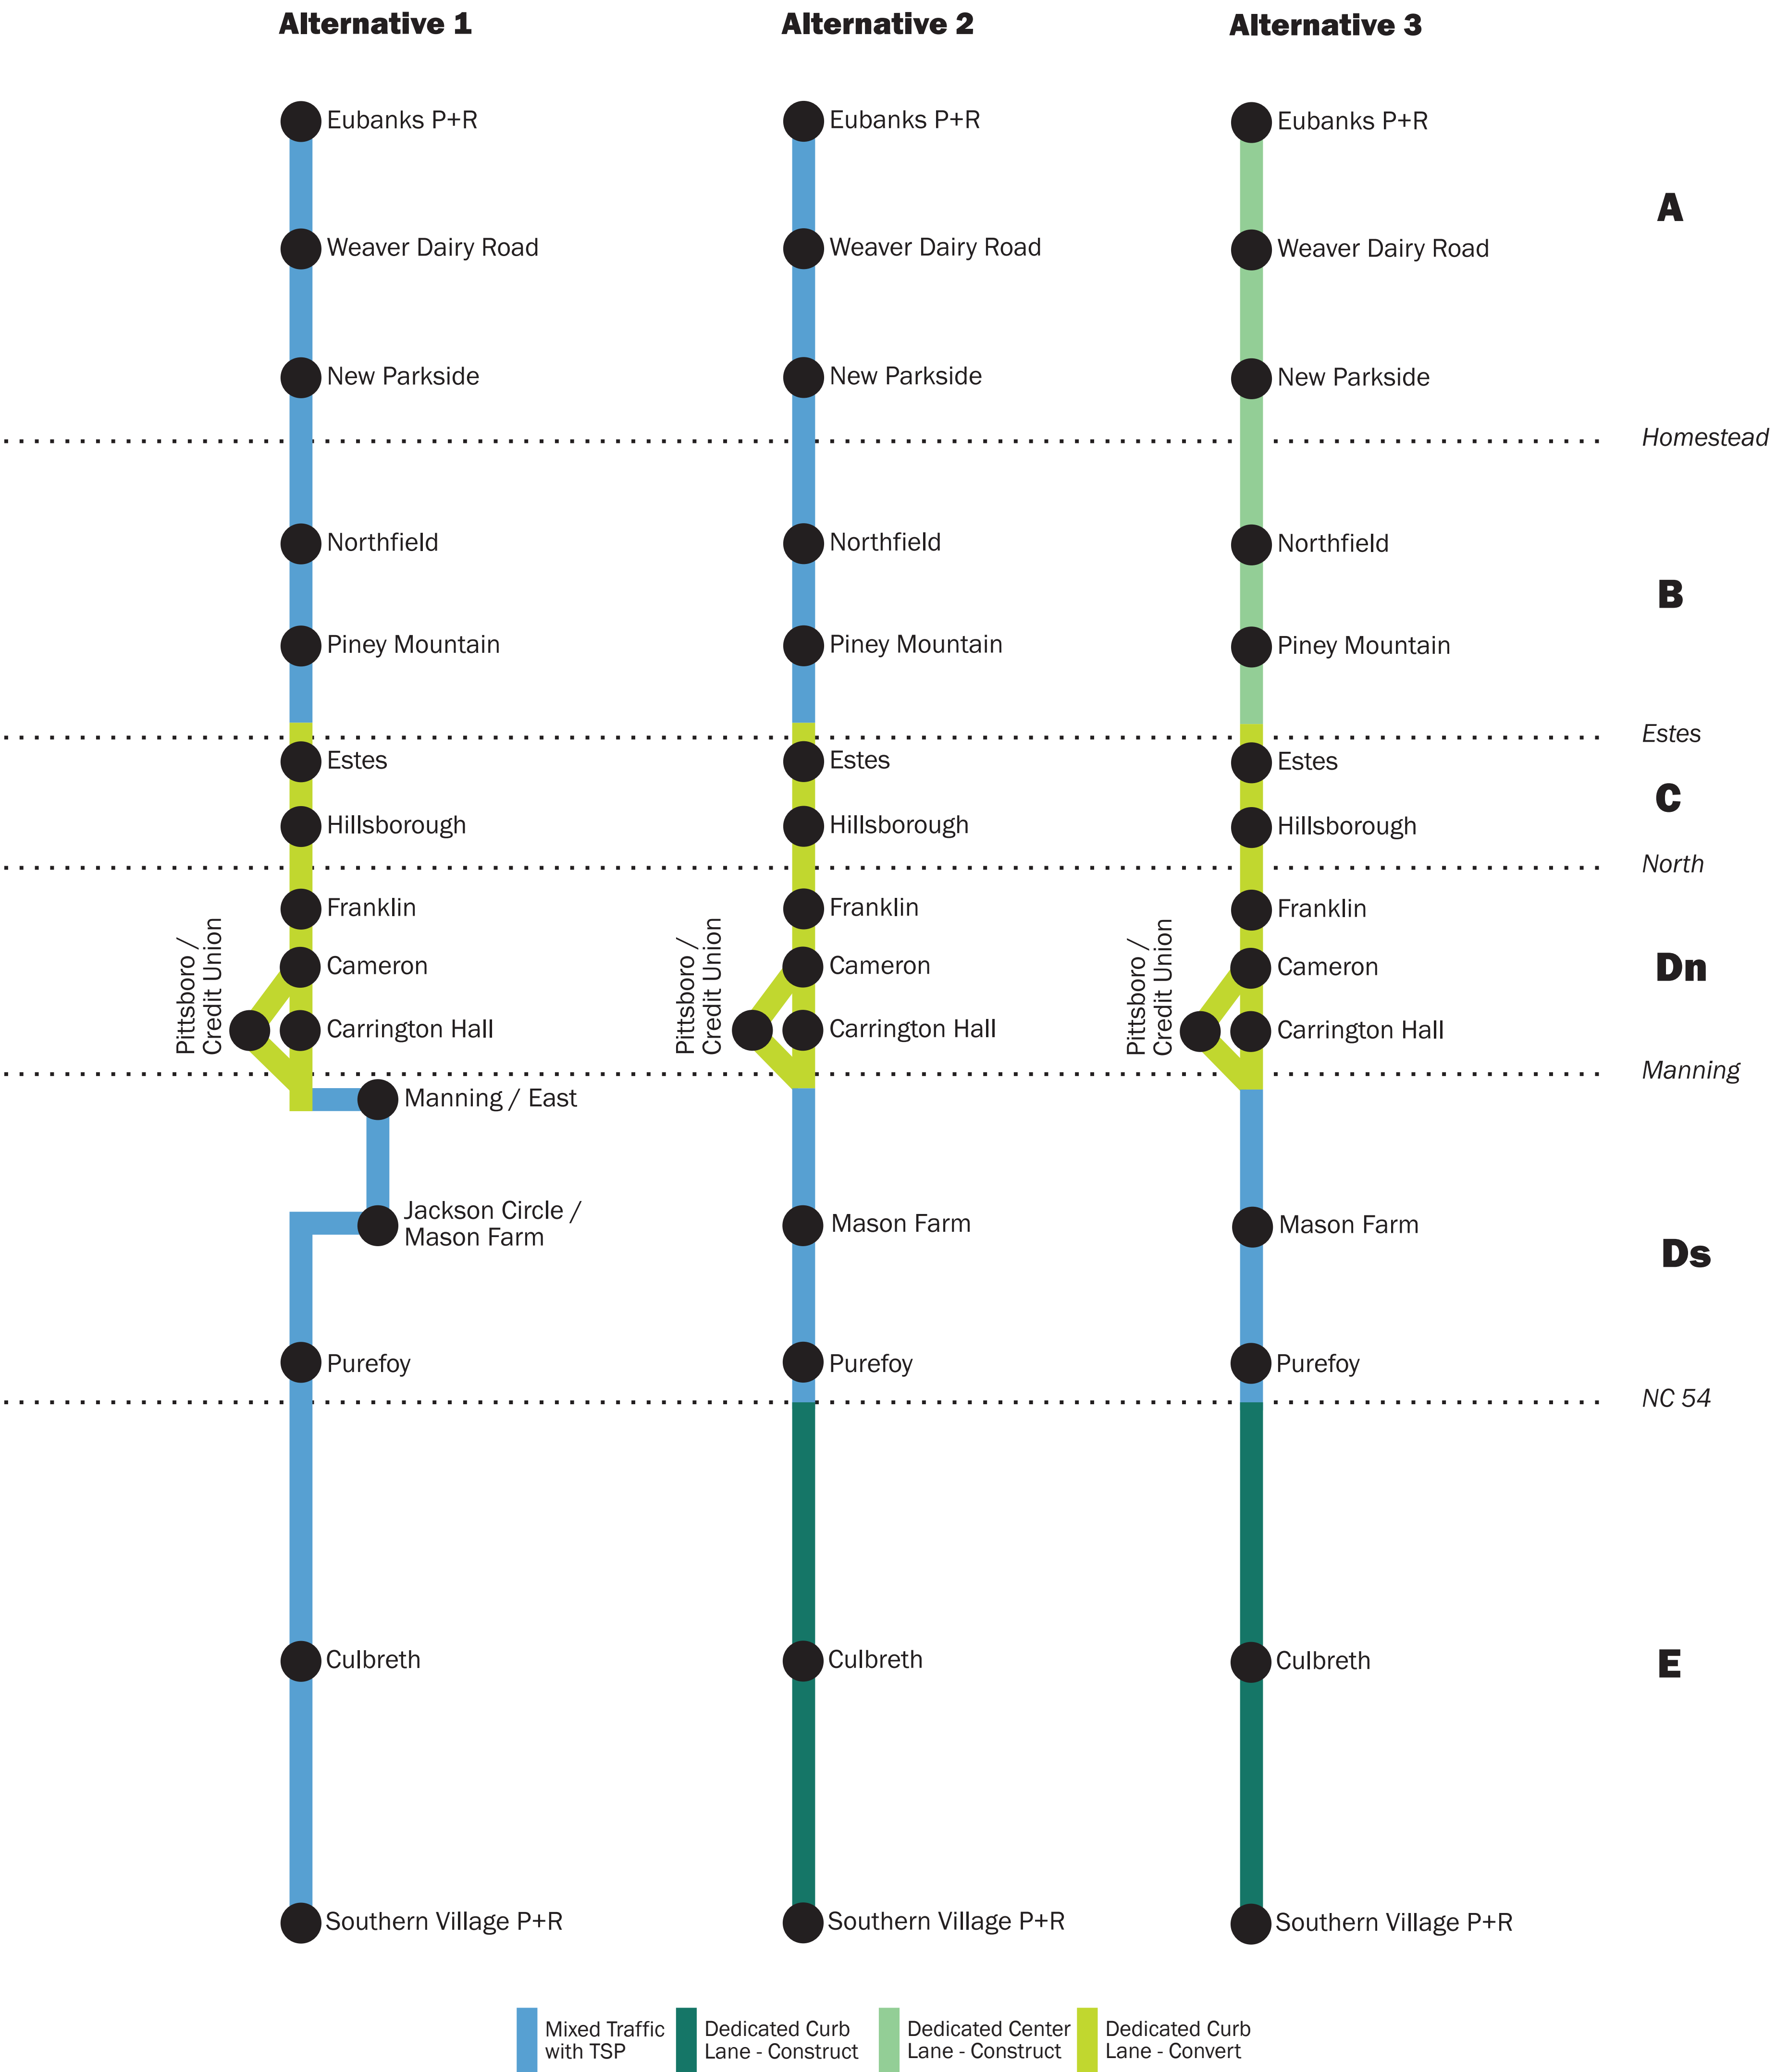 Alternative 1
Alternative 2
Alternative 3
Eubanks P+R
Eubanks P+R
Eubanks P+R
A
Weaver Dairy Road
Weaver Dairy Road
Weaver Dairy Road
New Parkside
New Parkside
New Parkside
Homestead
Northfield
Northfield
Northfield
B
Piney Mountain
Piney Mountain
Piney Mountain
Estes
Estes
Estes
Estes
C
Hillsborough
Hillsborough
Hillsborough
North
Franklin
Franklin
Franklin
Pittsboro /
Credit Union
Cameron
Pittsboro /
Credit Union
Cameron
Pittsboro /
Credit Union
Cameron
Dn
Carrington Hall
Carrington Hall
Carrington Hall
Manning
Manning / East
Jackson Circle /
Mason Farm
Mason Farm
Mason Farm
Ds
Purefoy
Purefoy
Purefoy
NC 54
Culbreth
Culbreth
Culbreth
E
Southern Village P+R
Southern Village P+R
Southern Village P+R
Mixed Traffic
with TSP
Dedicated Curb
Lane - Construct
Dedicated Center
Lane - Construct
Dedicated Curb
Lane - Convert